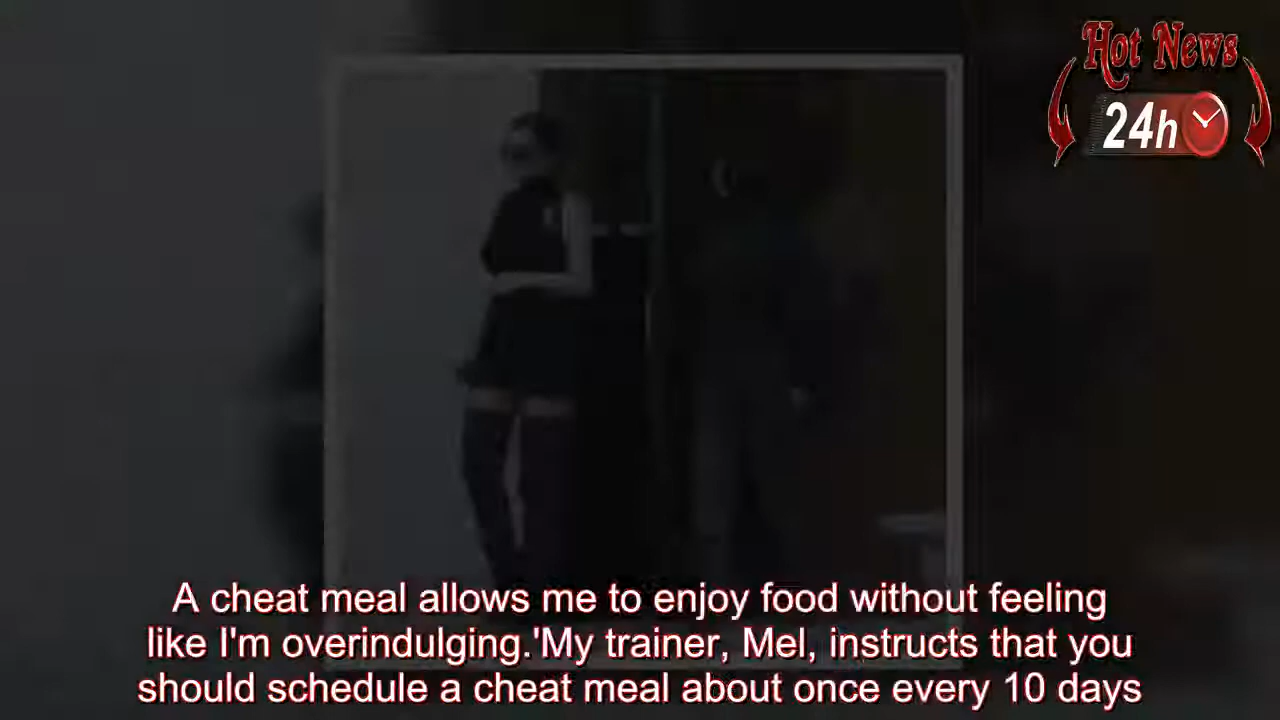 Hot News
24h
A cheat meal allows me to enjoy food without feeling
like I'm overindulging.'My trainer, Mel, instructs that you
should schedule a cheat meal about once every 10 days